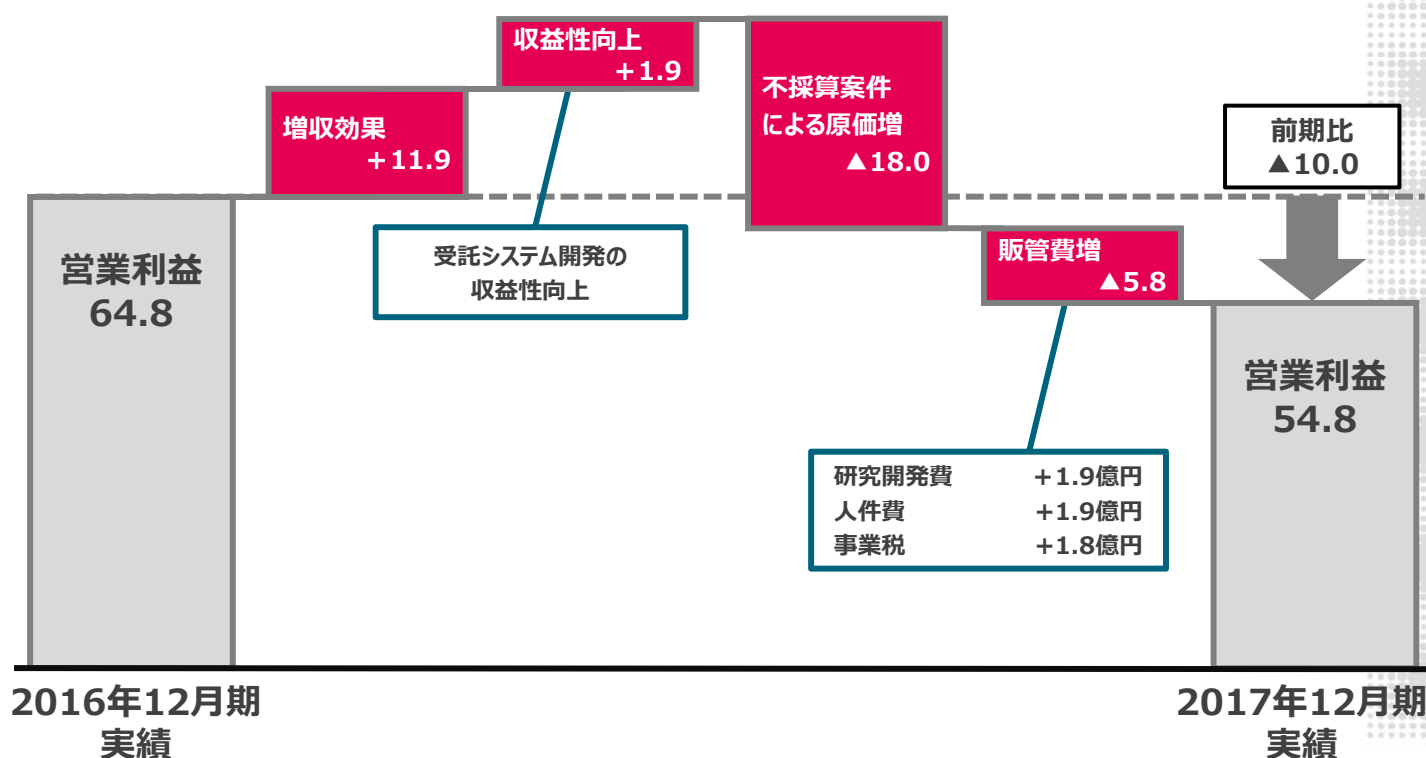 収益性向上
+1.9
増収効果
+11.9
不採算案件
による原価増
▲18.0
前期比
▲10.0
営業利益
64.8
受託システム開発の
収益性向上
販管費増
▲5.8
営業利益
54.8
研究開発費 +1.9億円
人件費 +1.9億円
事業税 +1.8億円
2016年12月期
実績
2017年12月期
実績